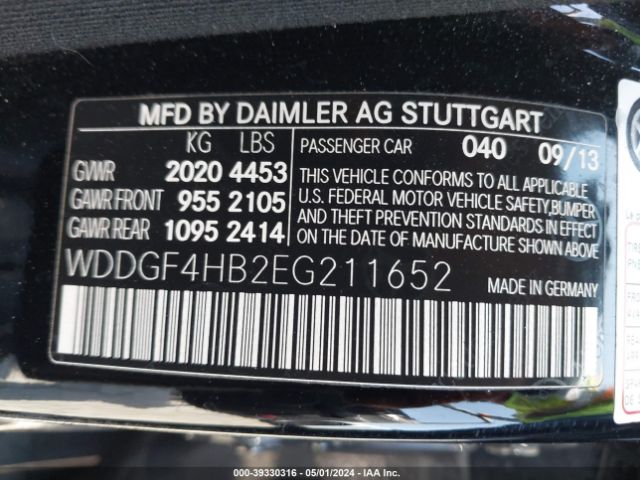 MFD BY DAIMLER AG STUTTGART
KG LBS
GVWR 2020 4453
GAWR FRONT 955 2105
GAWR REAR 1095 2414
PASSENGER CAR 040 09/13
THIS VEHICLE CONFORMS TO ALL APPLICABLE
U.S. FEDERAL MOTOR VEHICLE SAFETY,BUMPER
AND THEFT PREVENTION STANDARDS IN EFFECT
ON THE DATE OF MANUFACTURE SHOWN ABOVE.
WDDGF4HB2EG211652
MADE IN GERMANY
000-39330316 - 05/01/2024 - IAA Inc.